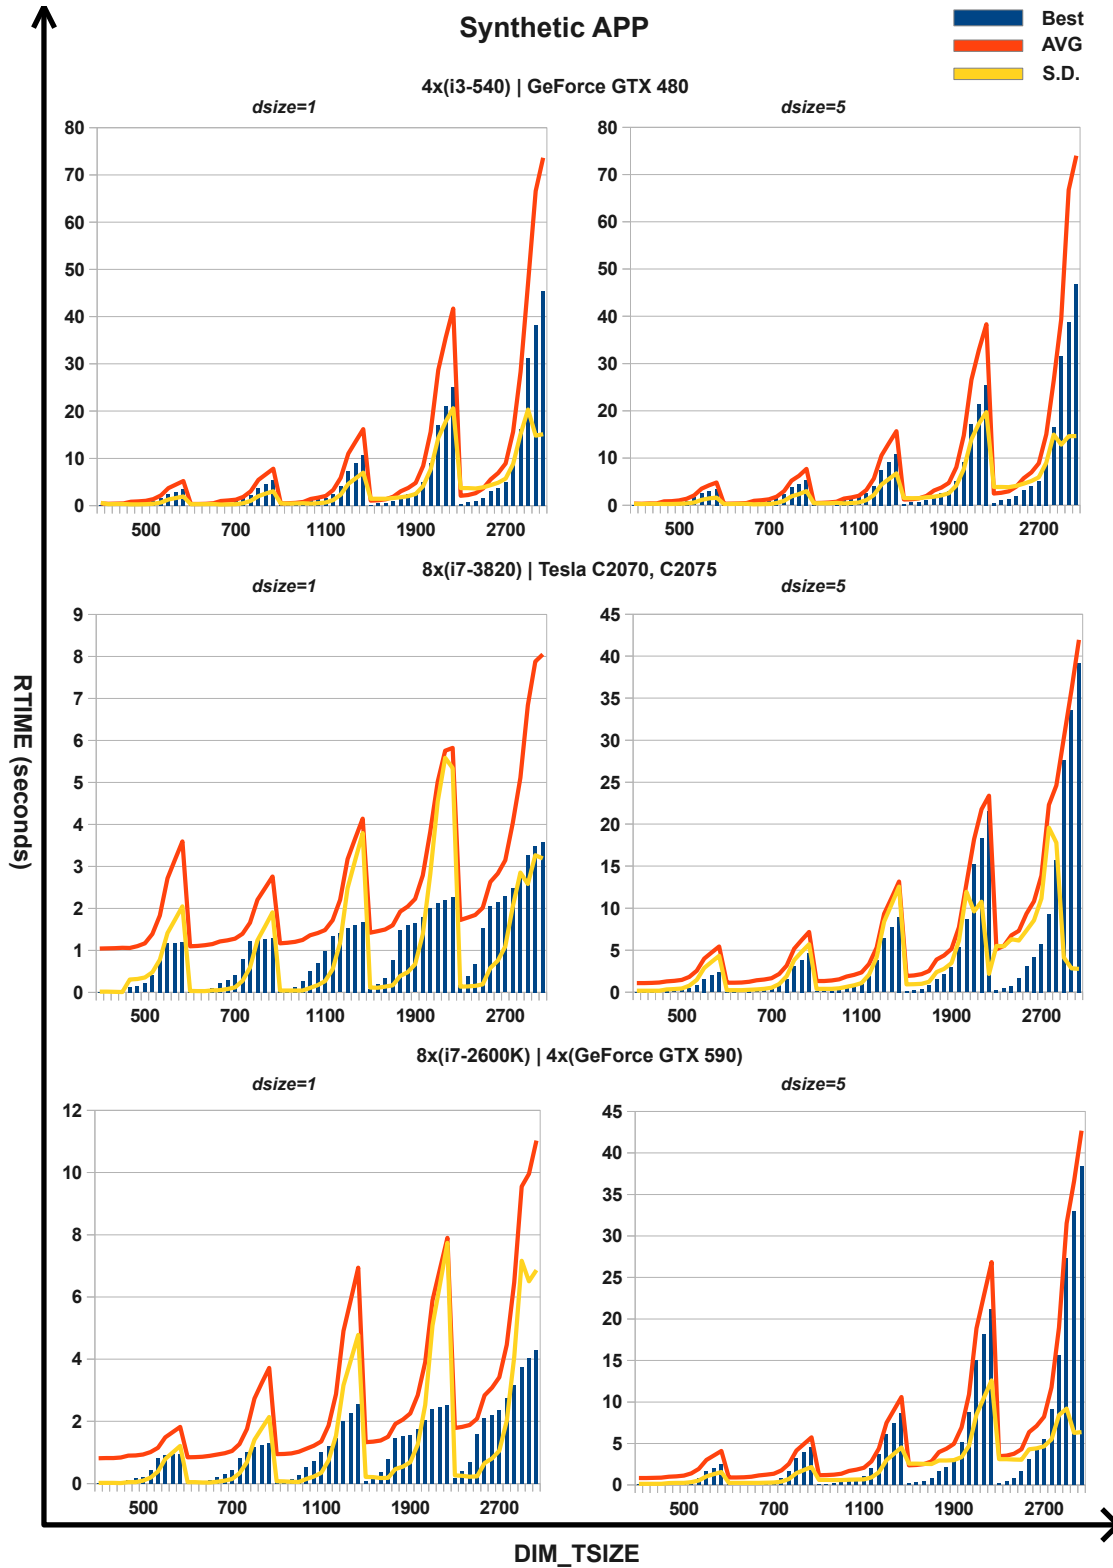 Synthetic APP
Best
AVG
S.D.
4x(i3-540) | GeForce GTX 480
dsize=1
dsize=5
80
70
60
50
40
30
20
10
0
500 700 1100 1900 2700
80
70
60
50
40
30
20
10
0
500 700 1100 1900 2700
8x(i7-3820) | Tesla C2070, C2075
dsize=1
dsize=5
9
8
7
6
5
4
3
2
1
0
500 700 1100 1900 2700
45
40
35
30
25
20
15
10
5
0
500 700 1100 1900 2700
8x(i7-2600K) | 4x(GeForce GTX 590)
dsize=1
dsize=5
12
10
8
6
4
2
0
500 700 1100 1900 2700
45
40
35
30
25
20
15
10
5
0
500 700 1100 1900 2700
RTIME (seconds)
DIM_TSIZE